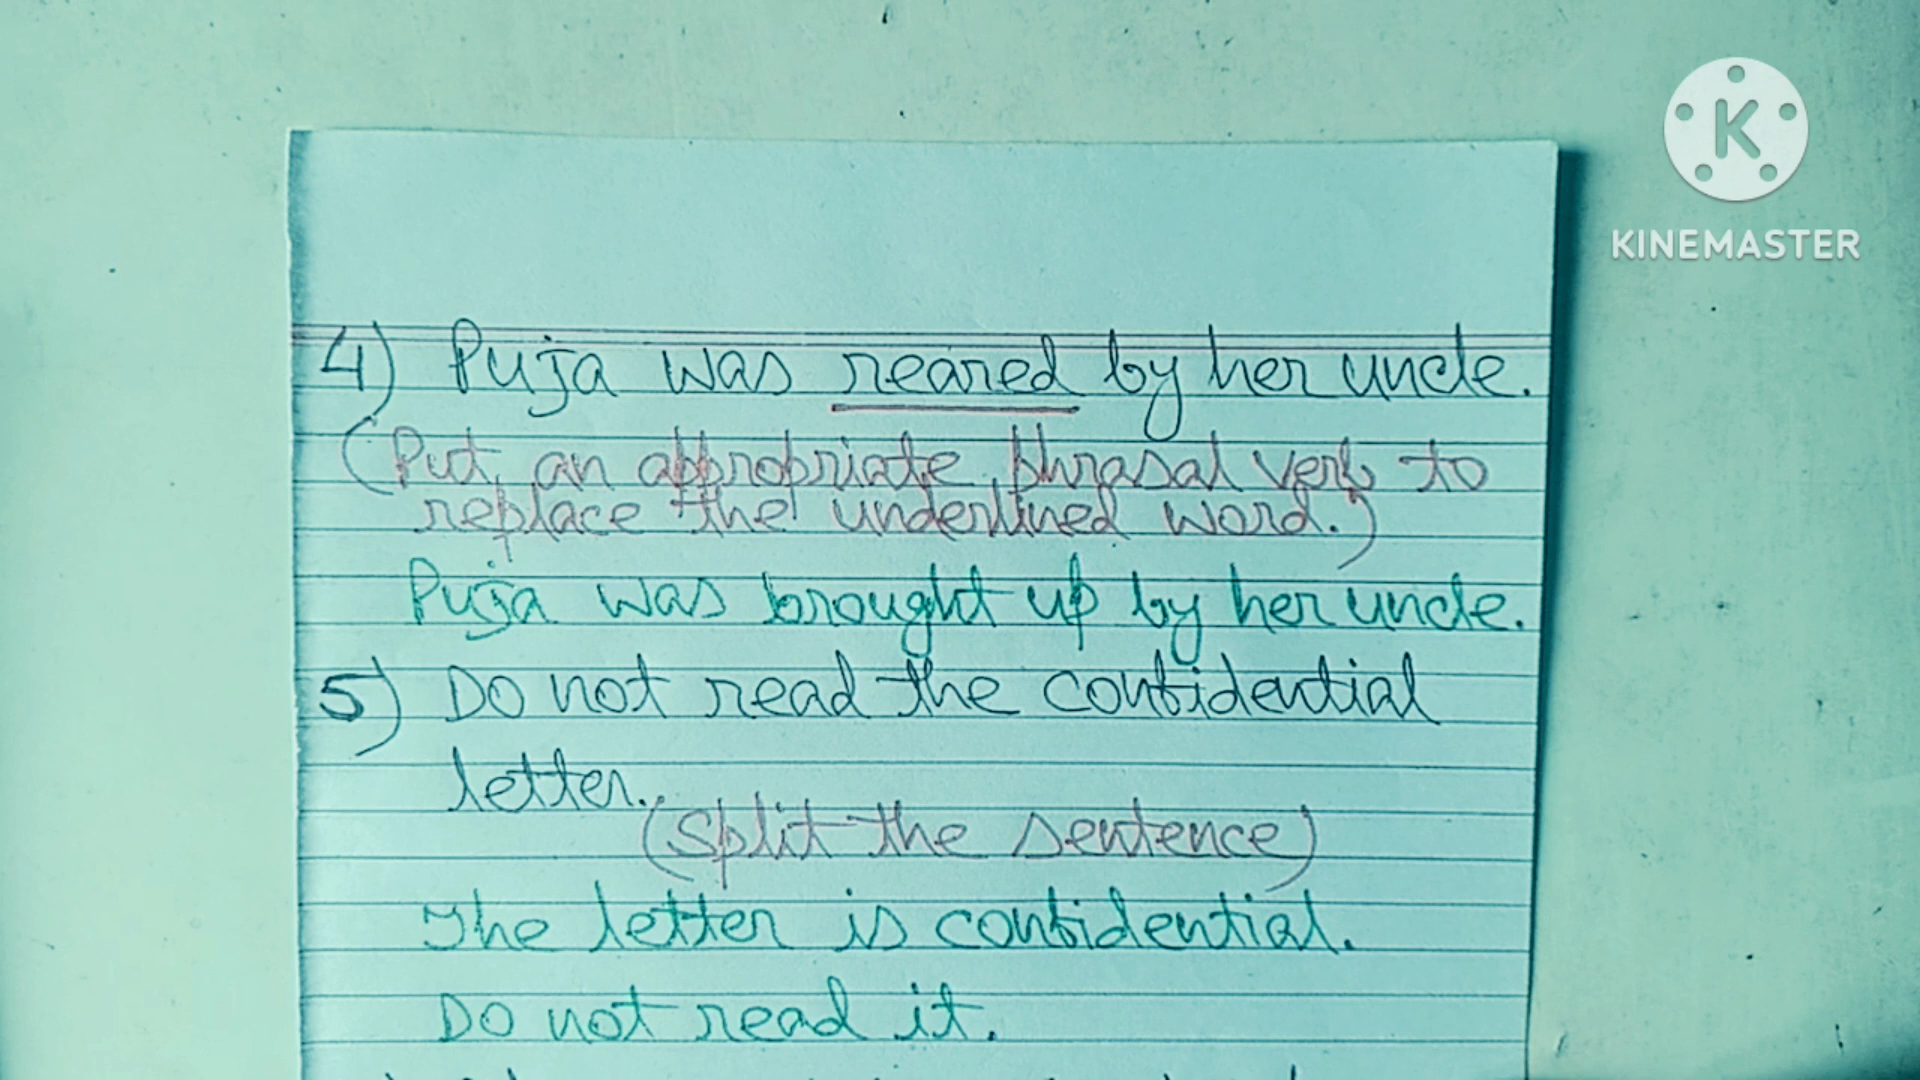 KINEMASTER
4) Puja was reared by her uncle.
(Put an appropriate phrasal verb to
replace the underlined word.)
Puja was brought up by her uncle.
5) Do not read the confidential
letter.
(Split the sentence)
The letter is confidential.
Do not read it.